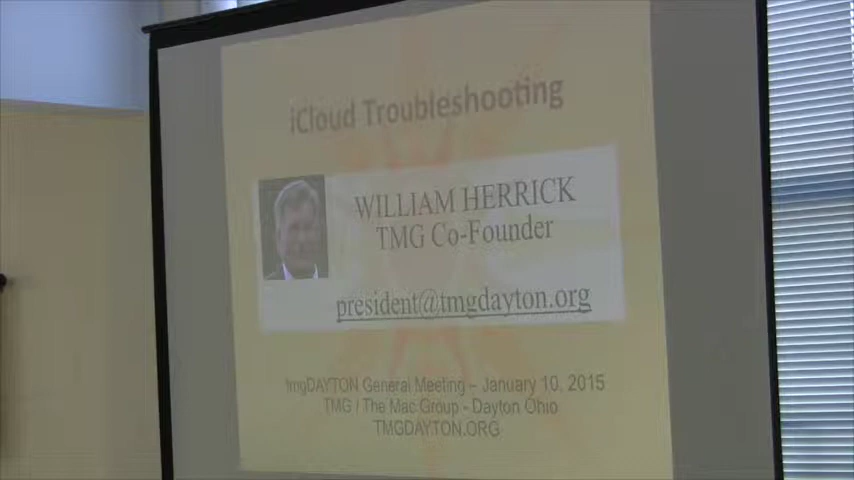 iCloud Troubleshooting
WILLIAM HERRICK
TMG Co-Founder
president@tmgdayton.org
tmgDAYTON General Meeting – January 10, 2015
TMG / The Mac Group - Dayton Ohio
TMGDAYTON.ORG